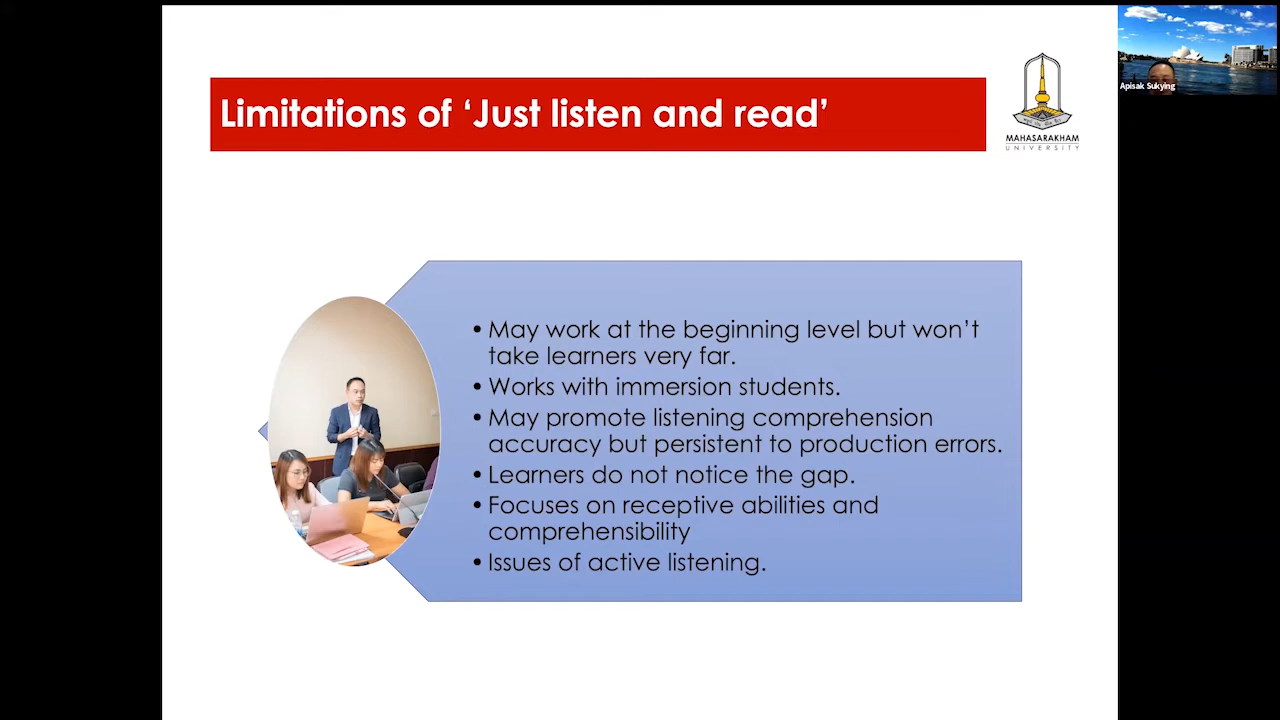 Limitations of ‘Just listen and read’
MAHASARAKHAM
UNIVERSITY
Apisak Sukying
• May work at the beginning level but won’t
take learners very far.
• Works with immersion students.
• May promote listening comprehension
accuracy but persistent to production errors.
• Learners do not notice the gap.
• Focuses on receptive abilities and
comprehensibility
• Issues of active listening.